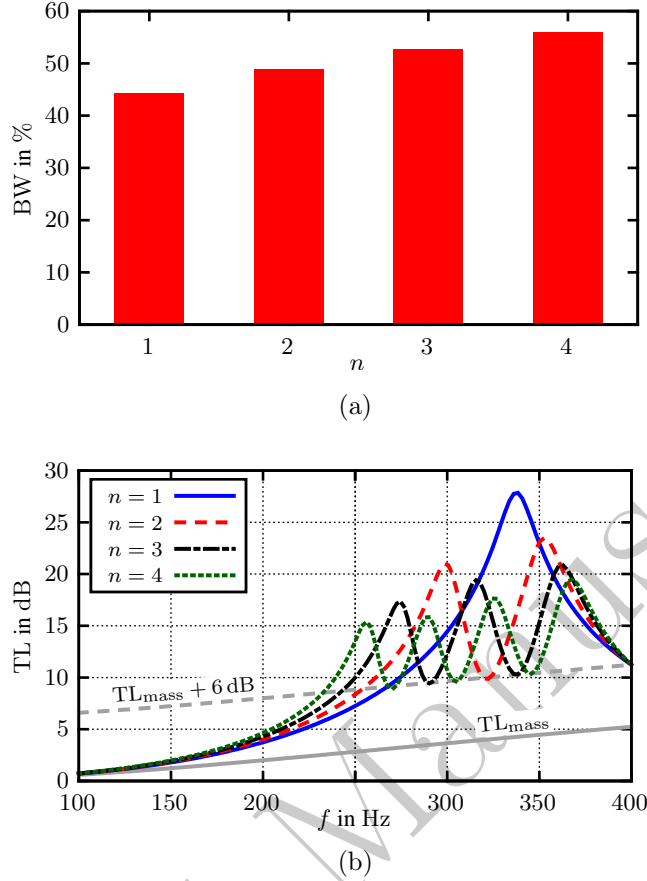 60
50
40
30
20
10
0
BW in %
1 2 3 4
n
(a)
30
25
20
15
10
5
0
TL in dB
n = 1
n = 2
n = 3
n = 4
TLmass + 6 dB
TLmass
100 150 200 250 300 350 400
f in Hz
(b)
Manus